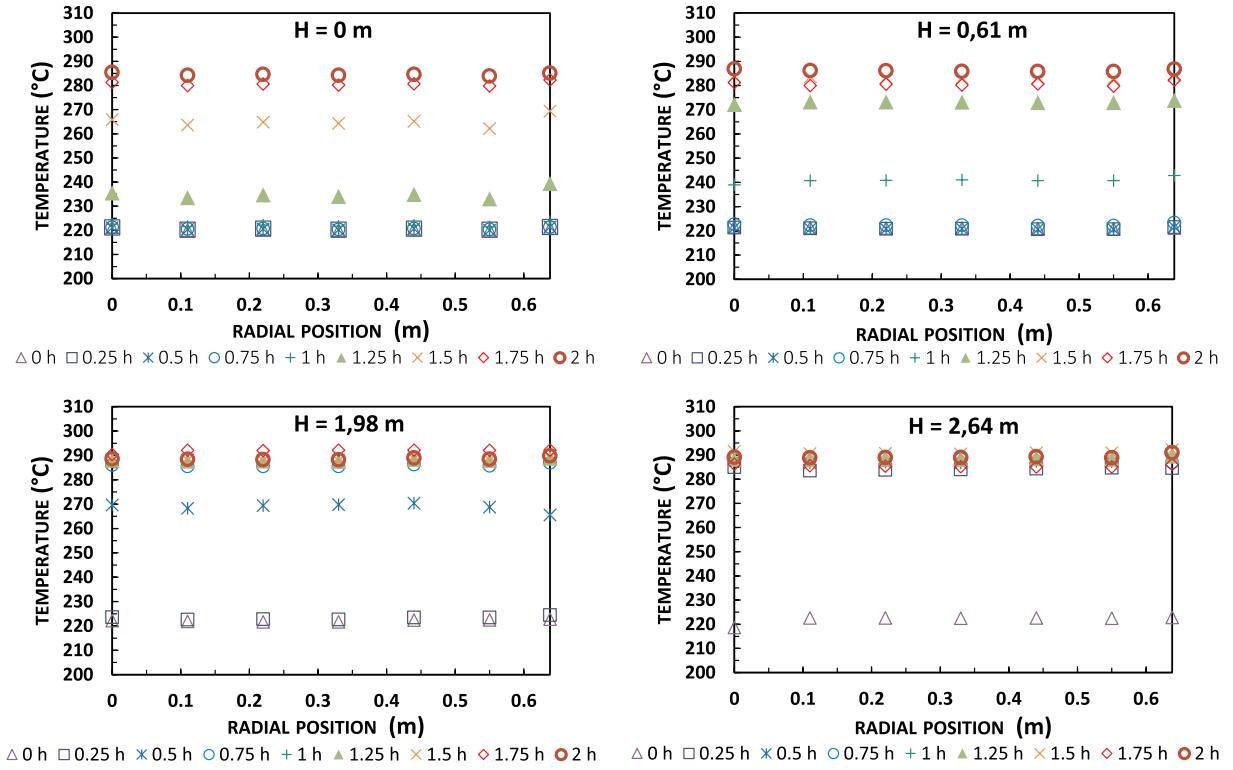 H = 0 m
310
300
290
280
270
260
250
240
230
220
210
200
TEMPERATURE (°C)
0 0.1 0.2 0.3 0.4 0.5 0.6
RADIAL POSITION (m)
0 h 0.25 h 0.5 h 0.75 h 1 h 1.25 h 1.5 h 1.75 h 2 h
H = 0,61 m
310
300
290
280
270
260
250
240
230
220
210
200
TEMPERATURE (°C)
0 0.1 0.2 0.3 0.4 0.5 0.6
RADIAL POSITION (m)
0 h 0.25 h 0.5 h 0.75 h 1 h 1.25 h 1.5 h 1.75 h 2 h
H = 1,98 m
310
300
290
280
270
260
250
240
230
220
210
200
TEMPERATURE (°C)
0 0.1 0.2 0.3 0.4 0.5 0.6
RADIAL POSITION (m)
0 h 0.25 h 0.5 h 0.75 h 1 h 1.25 h 1.5 h 1.75 h 2 h
H = 2,64 m
310
300
290
280
270
260
250
240
230
220
210
200
TEMPERATURE (°C)
0 0.1 0.2 0.3 0.4 0.5 0.6
RADIAL POSITION (m)
0 h 0.25 h 0.5 h 0.75 h 1 h 1.25 h 1.5 h 1.75 h 2 h